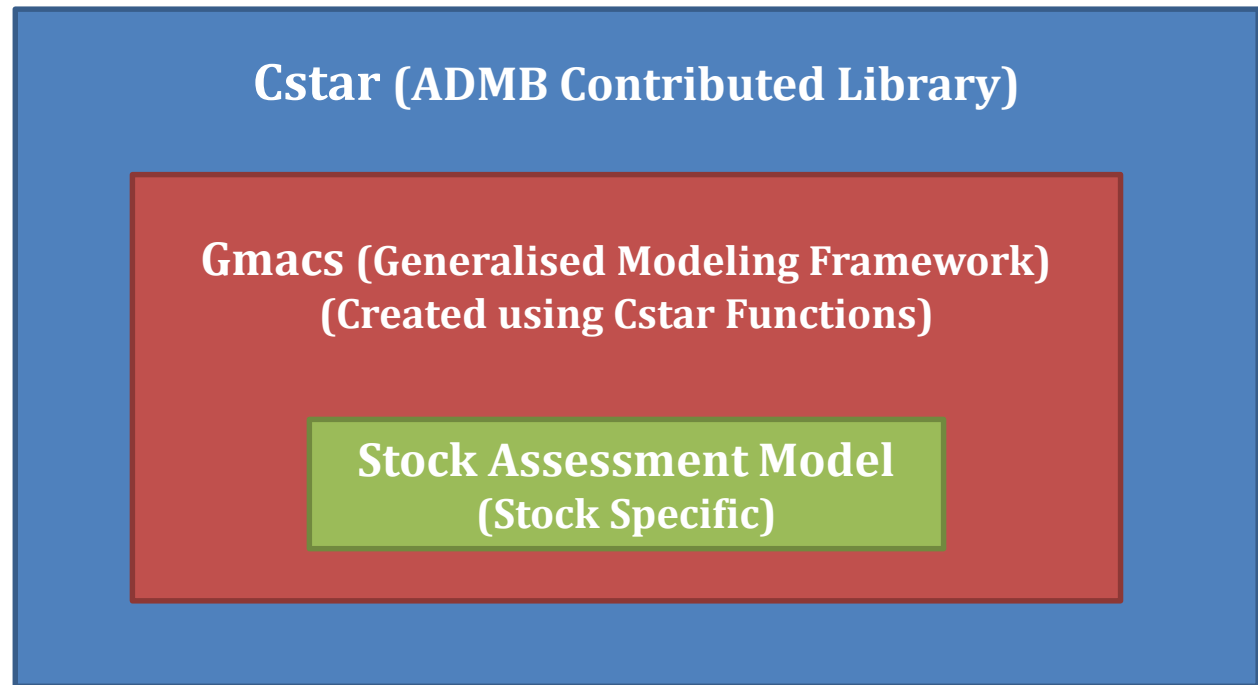 Cstar (ADMB Contributed Library)
Gmacs (Generalised Modeling Framework)
(Created using Cstar Functions)
Stock Assessment Model
(Stock Specific)